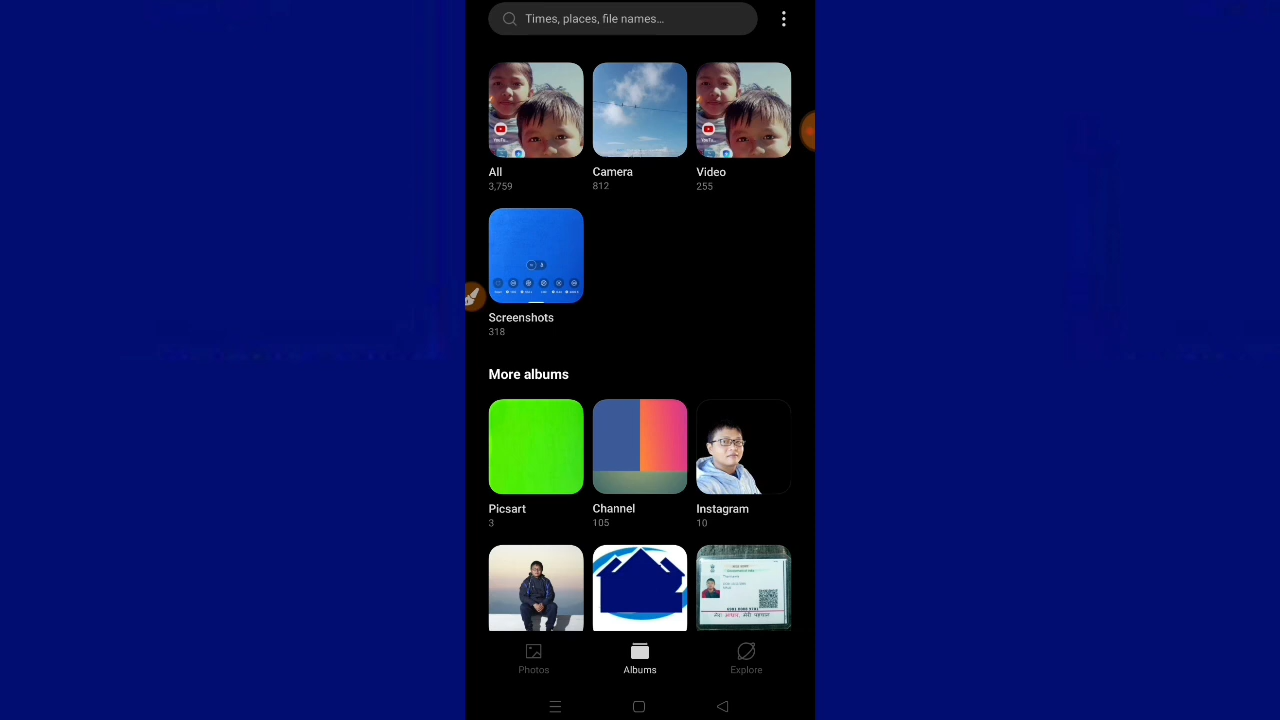 Times, places, file names...
All
3,759
Camera
812
Video
255
Screenshots
318
More albums
Picsart
3
Channel
105
Instagram
10
Photos
Albums
Explore